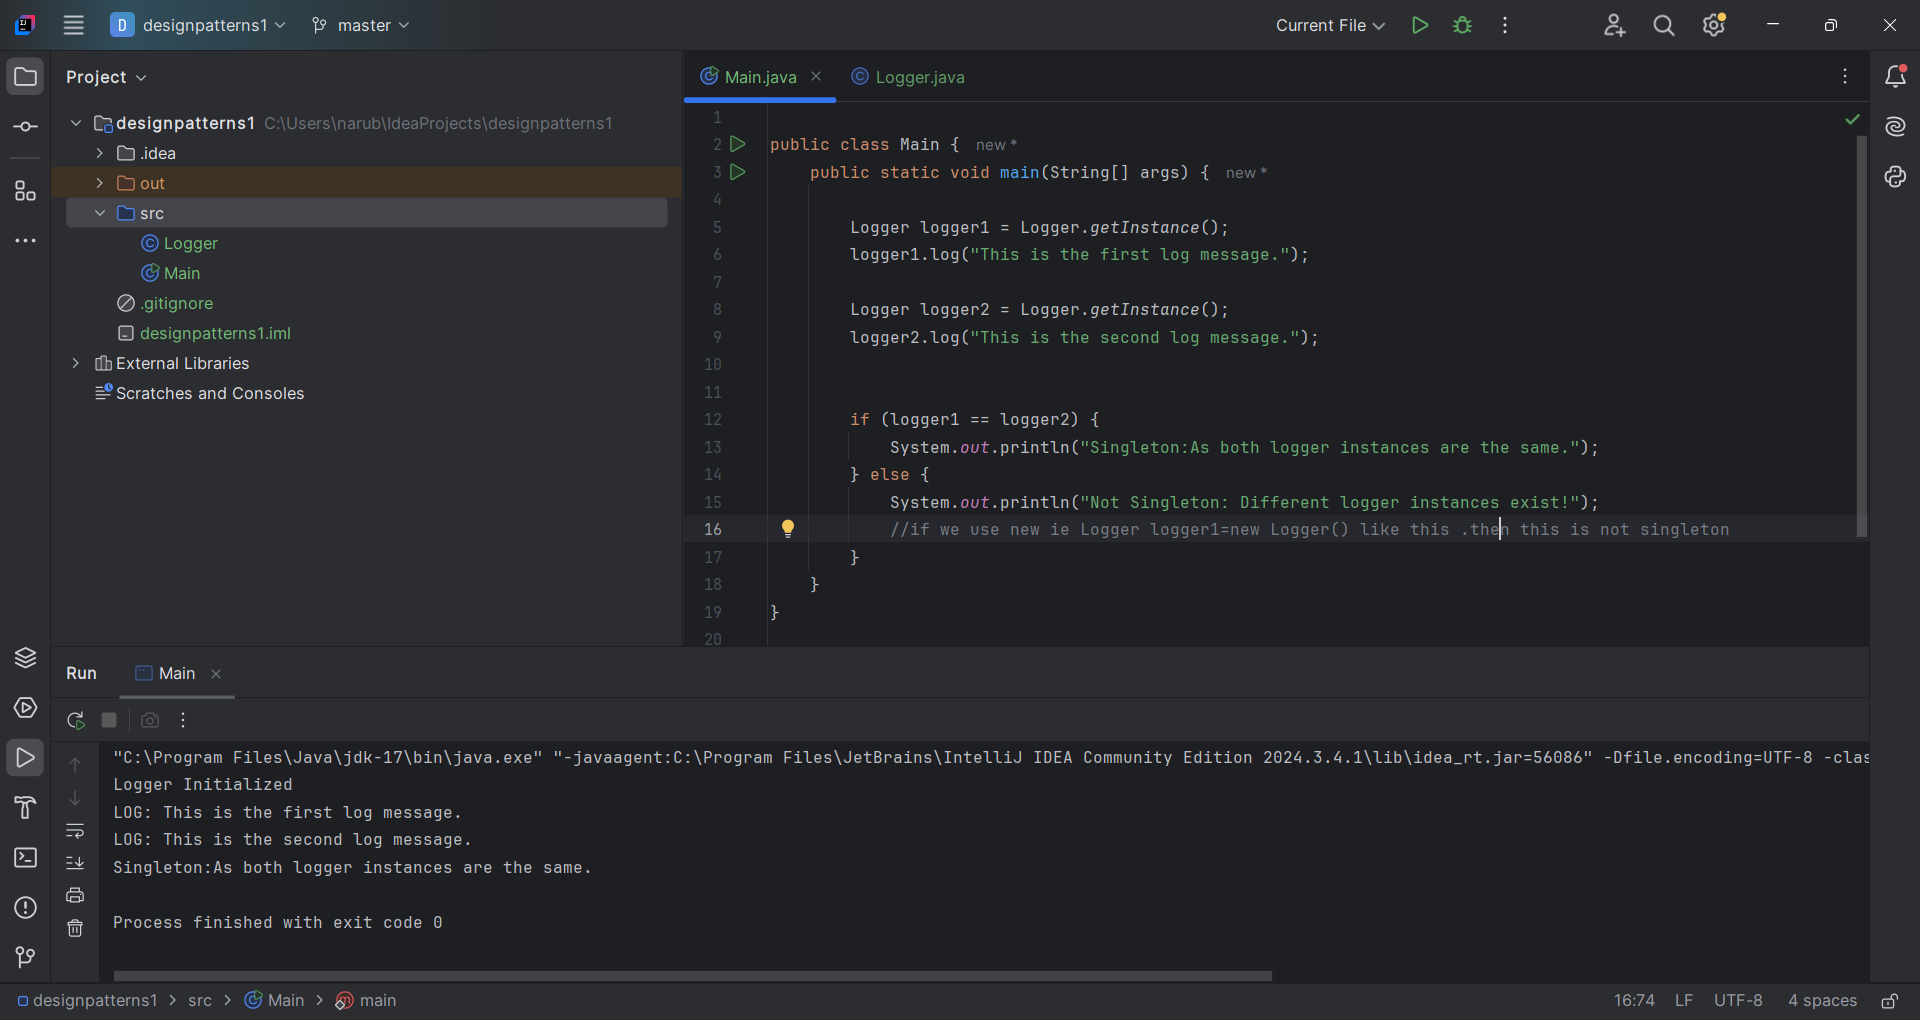 designpatterns1
master
Current File
Project
designpatterns1 C:\Users\narub\IdeaProjects\designpatterns1
.idea
out
src
Logger
Main
.gitignore
designpatterns1.iml
External Libraries
Scratches and Consoles
Main.java
Logger.java
1
2 public class Main { new *
3 public static void main(String[] args) { new *
4
5 Logger logger1 = Logger.getInstance();
6 logger1.log("This is the first log message.");
7
8 Logger logger2 = Logger.getInstance();
9 logger2.log("This is the second log message.");
10
11
12 if (logger1 == logger2) {
13 System.out.println("Singleton:As both logger instances are the same.");
14 } else {
15 System.out.println("Not Singleton: Different logger instances exist!");
16 //if we use new ie Logger logger1=new Logger() like this .then this is not singleton
17 }
18 }
19 }
20
Run Main
"C:\Program Files\Java\jdk-17\bin\java.exe" "-javaagent:C:\Program Files\JetBrains\IntelliJ IDEA Community Edition 2024.3.4.1\lib\idea_rt.jar=56086" -Dfile.encoding=UTF-8 -clas
Logger Initialized
LOG: This is the first log message.
LOG: This is the second log message.
Singleton:As both logger instances are the same.
Process finished with exit code 0
designpatterns1 > src > Main > main
16:74 LF UTF-8 4 spaces